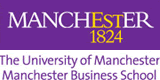 MANCHESTER
1824
The University of Manchester
Manchester Business School